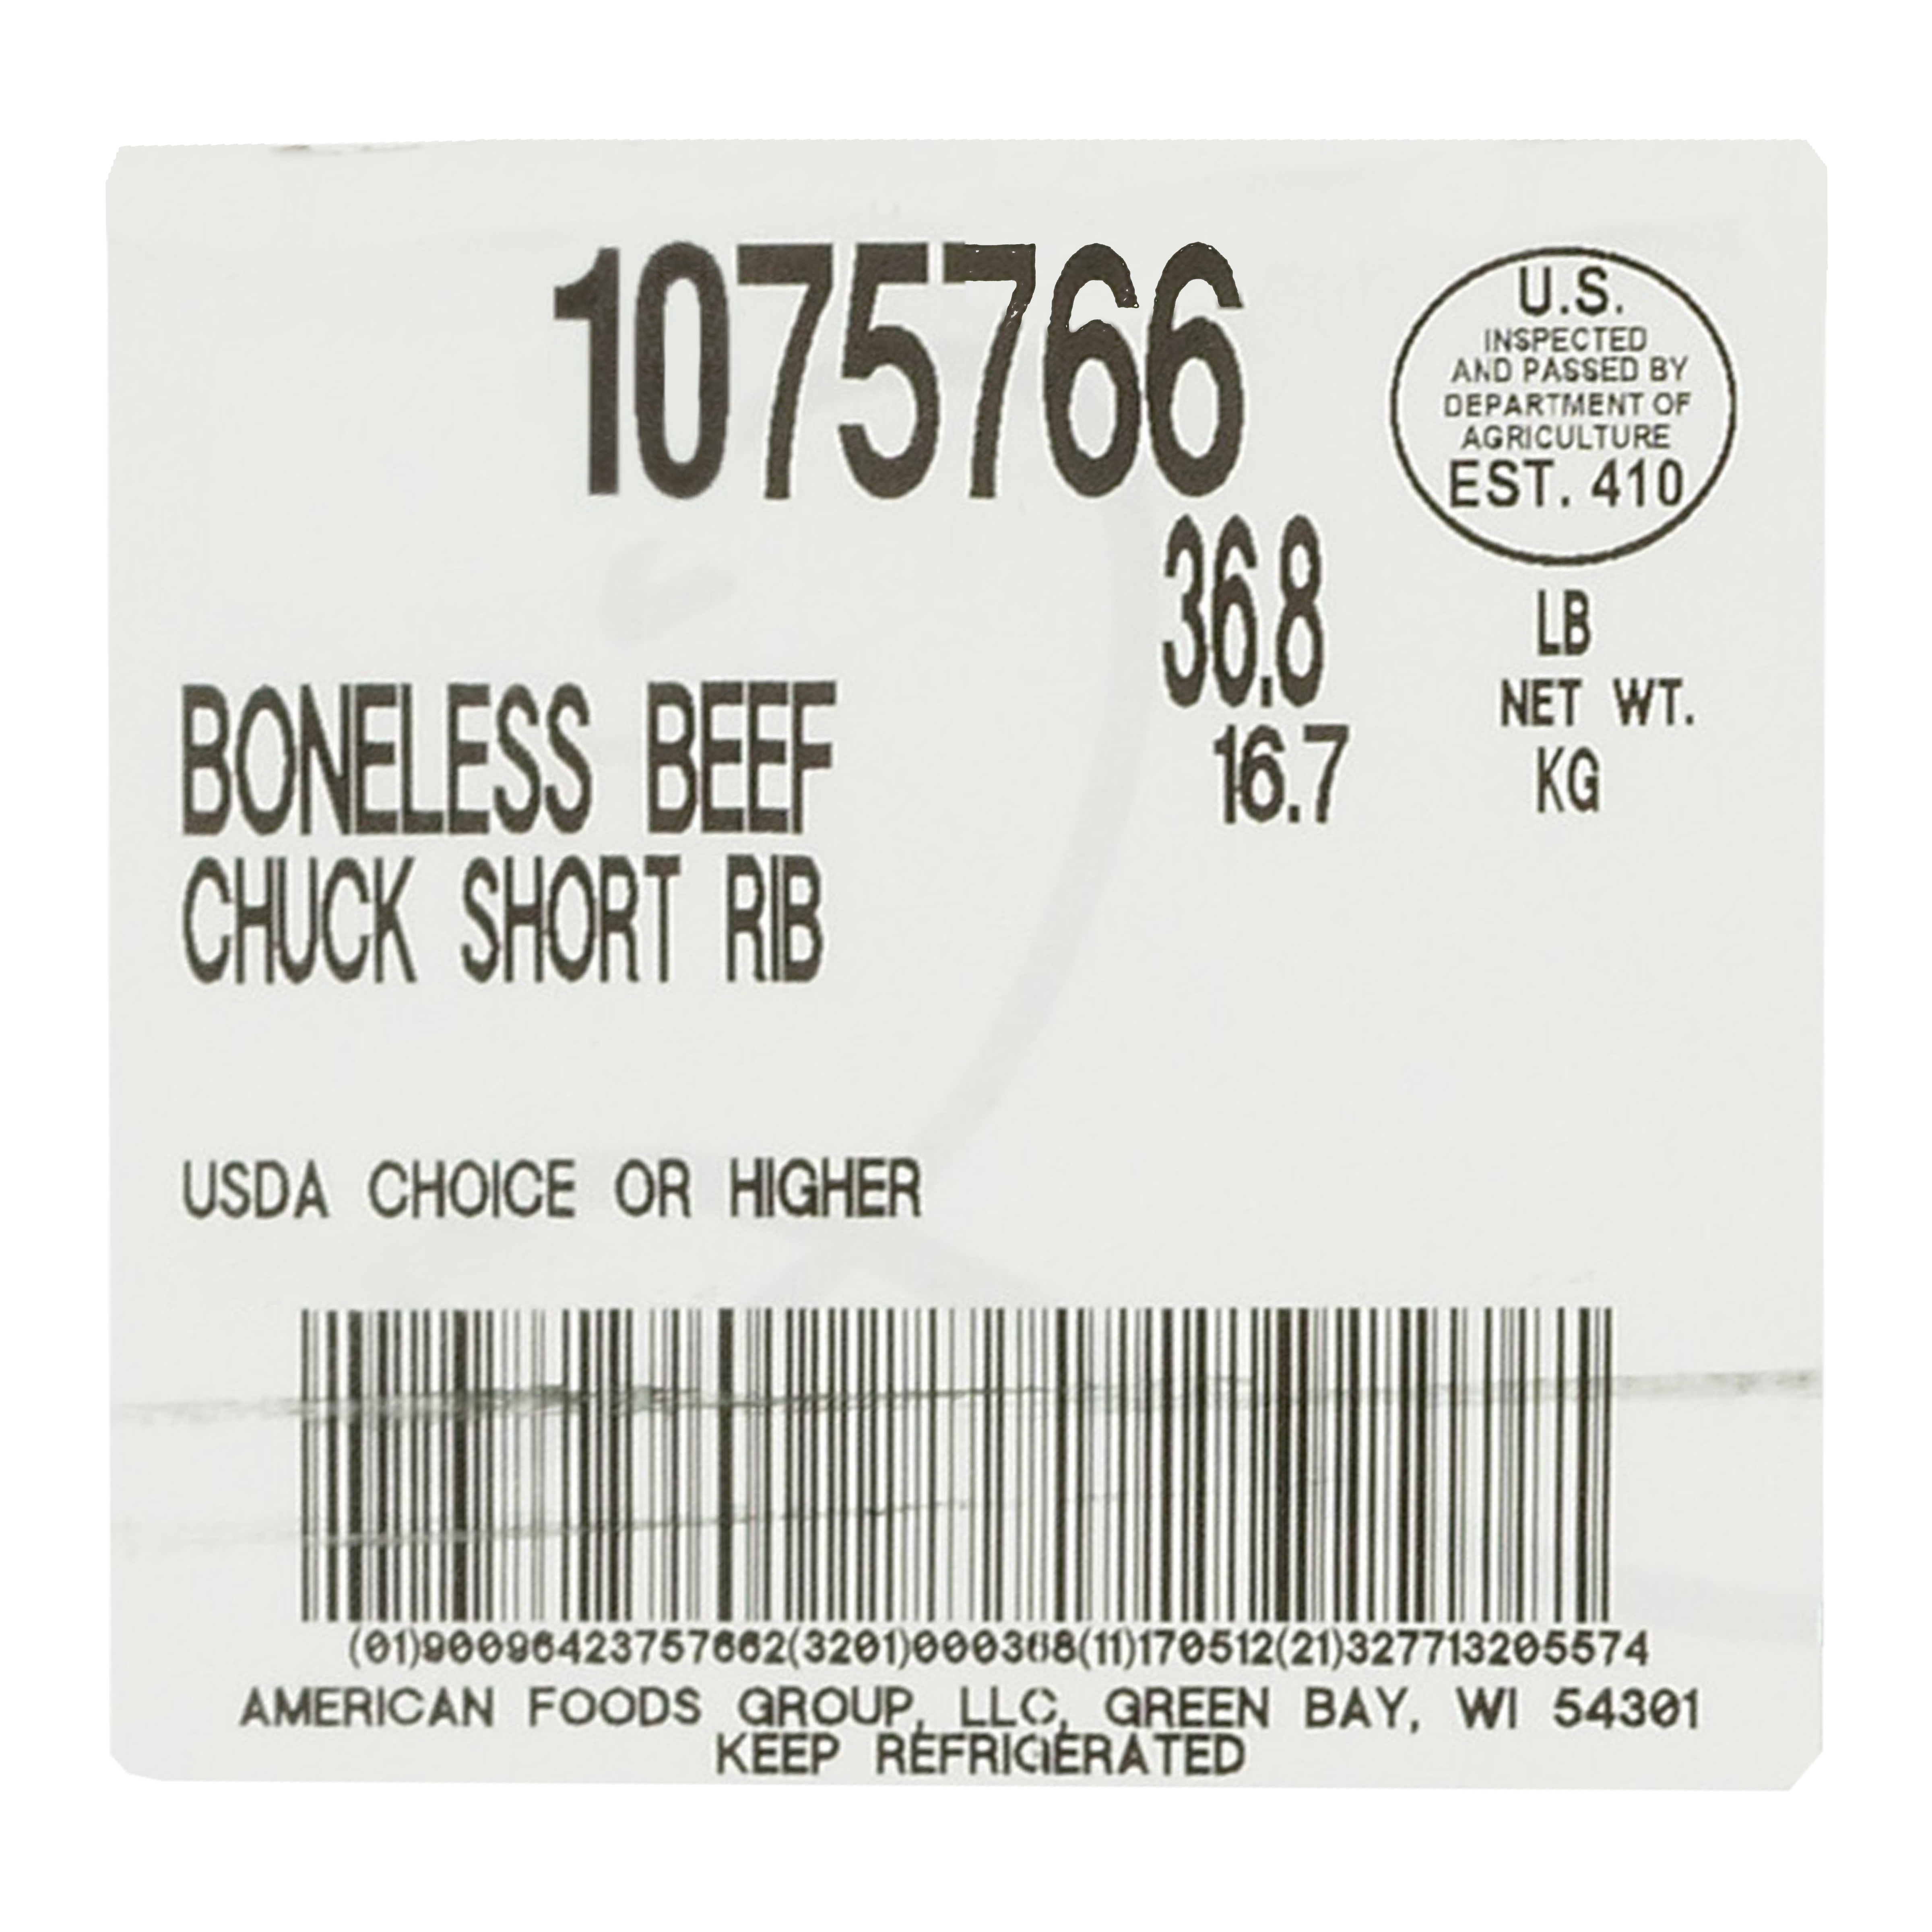 1075766
U.S.
INSPECTED
AND PASSED BY
DEPARTMENT OF
AGRICULTURE
EST. 410
36.8 LB
NET WT.
16.7 KG
BONELESS BEEF
CHUCK SHORT RIB
USDA CHOICE OR HIGHER
(01)90096423757662(3201)000368(11)170512(21)327713205574
AMERICAN FOODS GROUP, LLC, GREEN BAY, WI 54301
KEEP REFRIGERATED